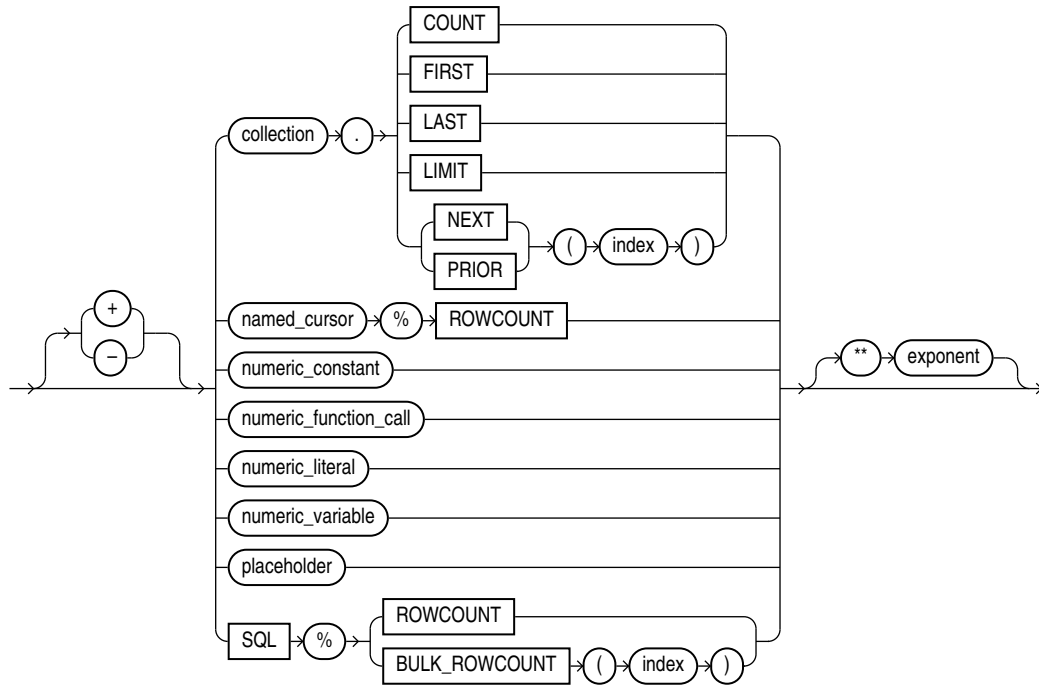 COUNT
FIRST
collection . LAST
LIMIT
NEXT
( index )
PRIOR
+
named_cursor % ROWCOUNT
−
numeric_constant ** exponent
numeric_function_call
numeric_literal
numeric_variable
placeholder
ROWCOUNT
SQL %
BULK_ROWCOUNT ( index )